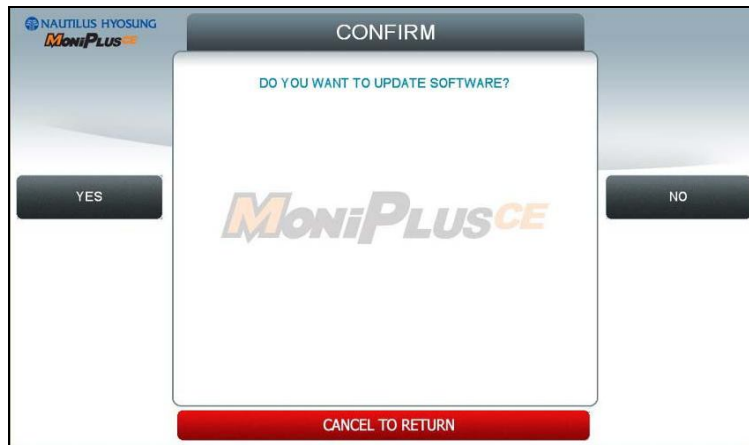 NAUTILUS HYOSUNG
MoniPlusCE
CONFIRM
DO YOU WANT TO UPDATE SOFTWARE?
YES
MoniPlusCE
NO
CANCEL TO RETURN